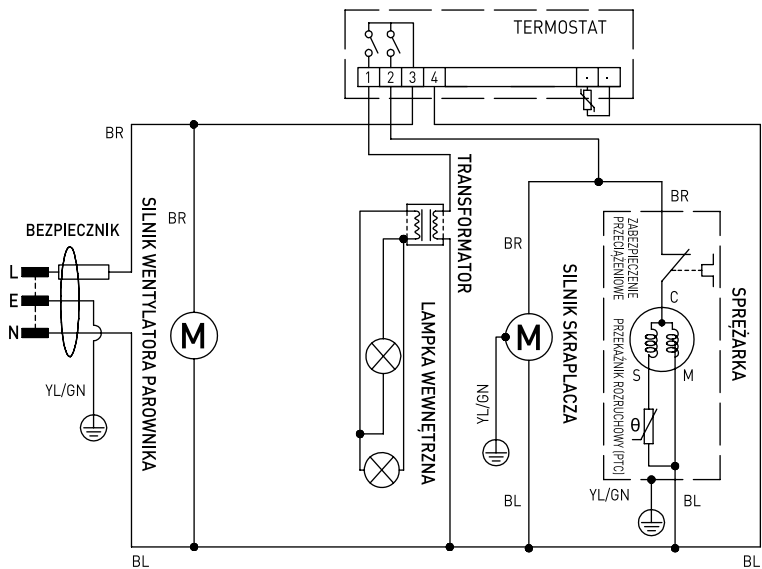 TERMOSTAT
1 2 3 4 · ·
BR
BEZPIECZNIK
L
E
N
YL/GN
SILNIK WENTYLATORA PAROWNIKA
BR
M
TRANSFORMATOR
LAMPKA WEWNĘTRZNA
BR
SILNIK SKRAPLACZA
M
YL/GN
BL
BR
ZABEZPIECZENIE
PRZECIĄŻENIOWE
C
SPRĘŻARKA
PRZEKAŹNIK ROZRUCHOWY (PTC)
S
M
θ
YL/GN
BL
BL
BL